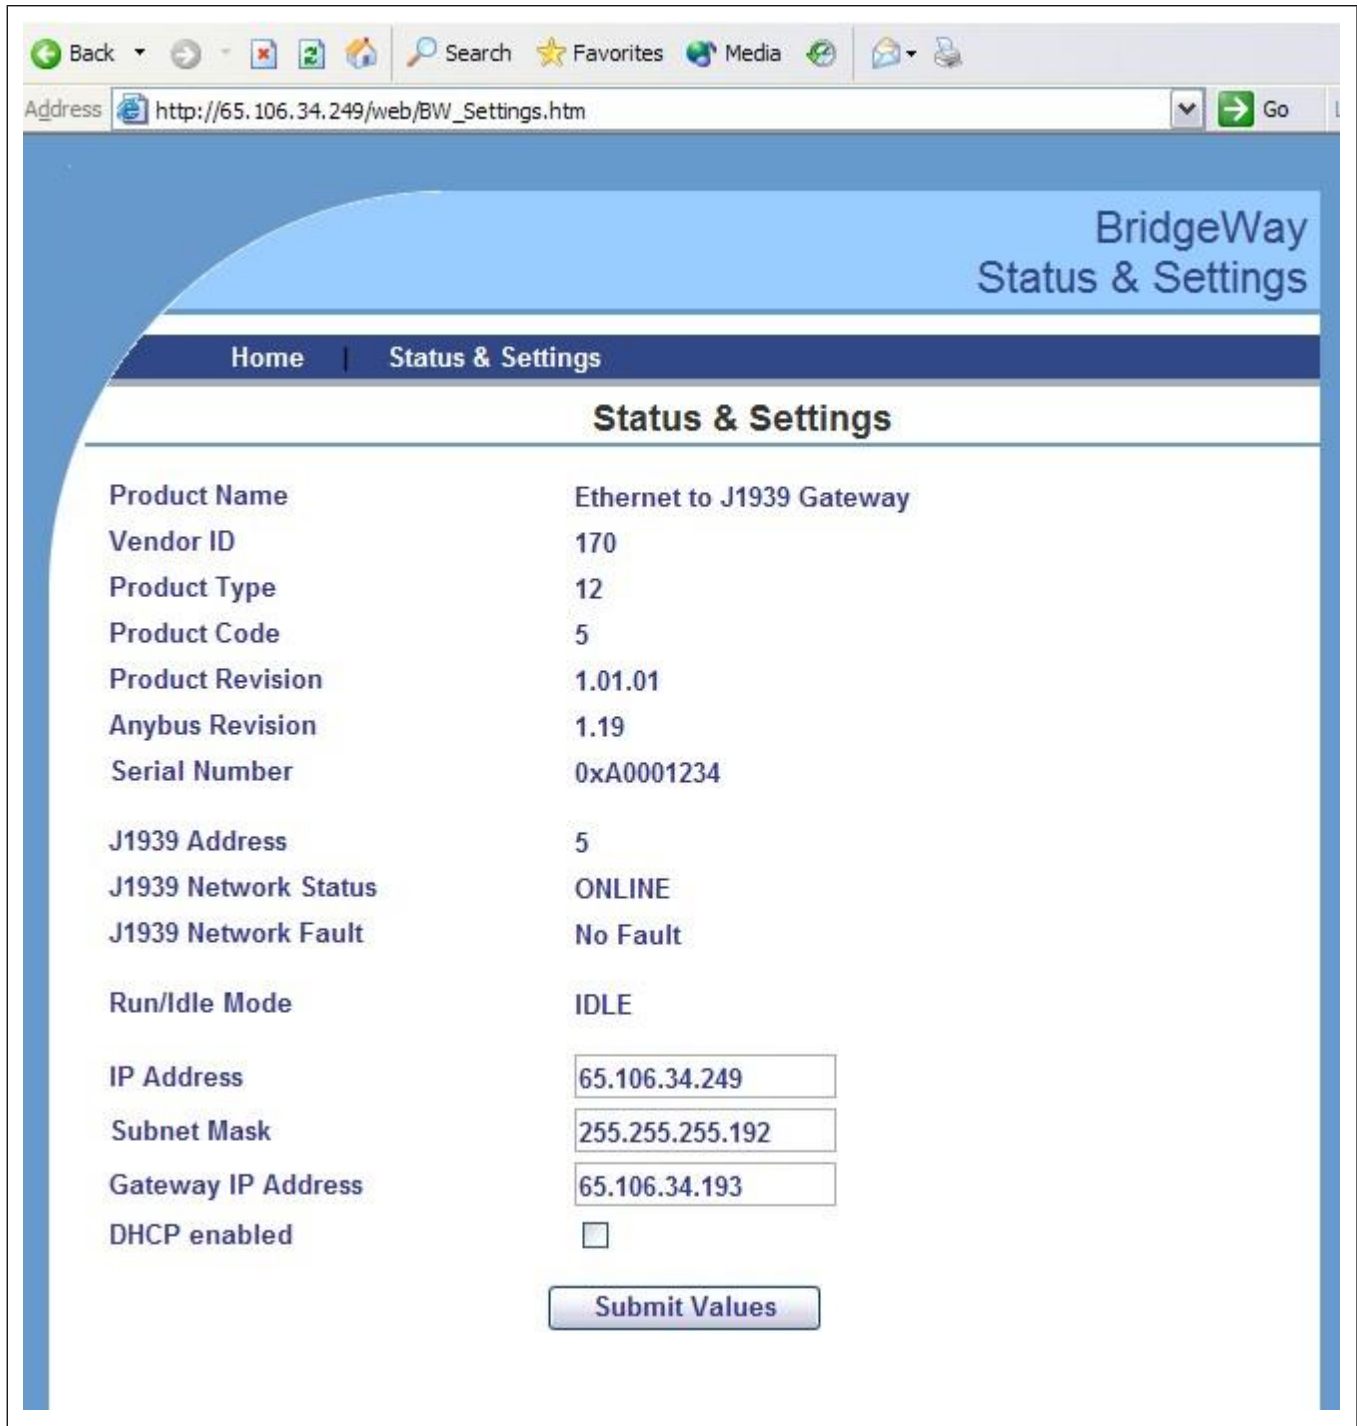 Back Search Favorites Media
Address http://65.106.34.249/web/BW_Settings.htm Go
BridgeWay
Status & Settings
Home | Status & Settings
Status & Settings
Product Name Ethernet to J1939 Gateway
Vendor ID 170
Product Type 12
Product Code 5
Product Revision 1.01.01
Anybus Revision 1.19
Serial Number 0xA0001234
J1939 Address 5
J1939 Network Status ONLINE
J1939 Network Fault No Fault
Run/Idle Mode IDLE
IP Address 65.106.34.249
Subnet Mask 255.255.255.192
Gateway IP Address 65.106.34.193
DHCP enabled
Submit Values